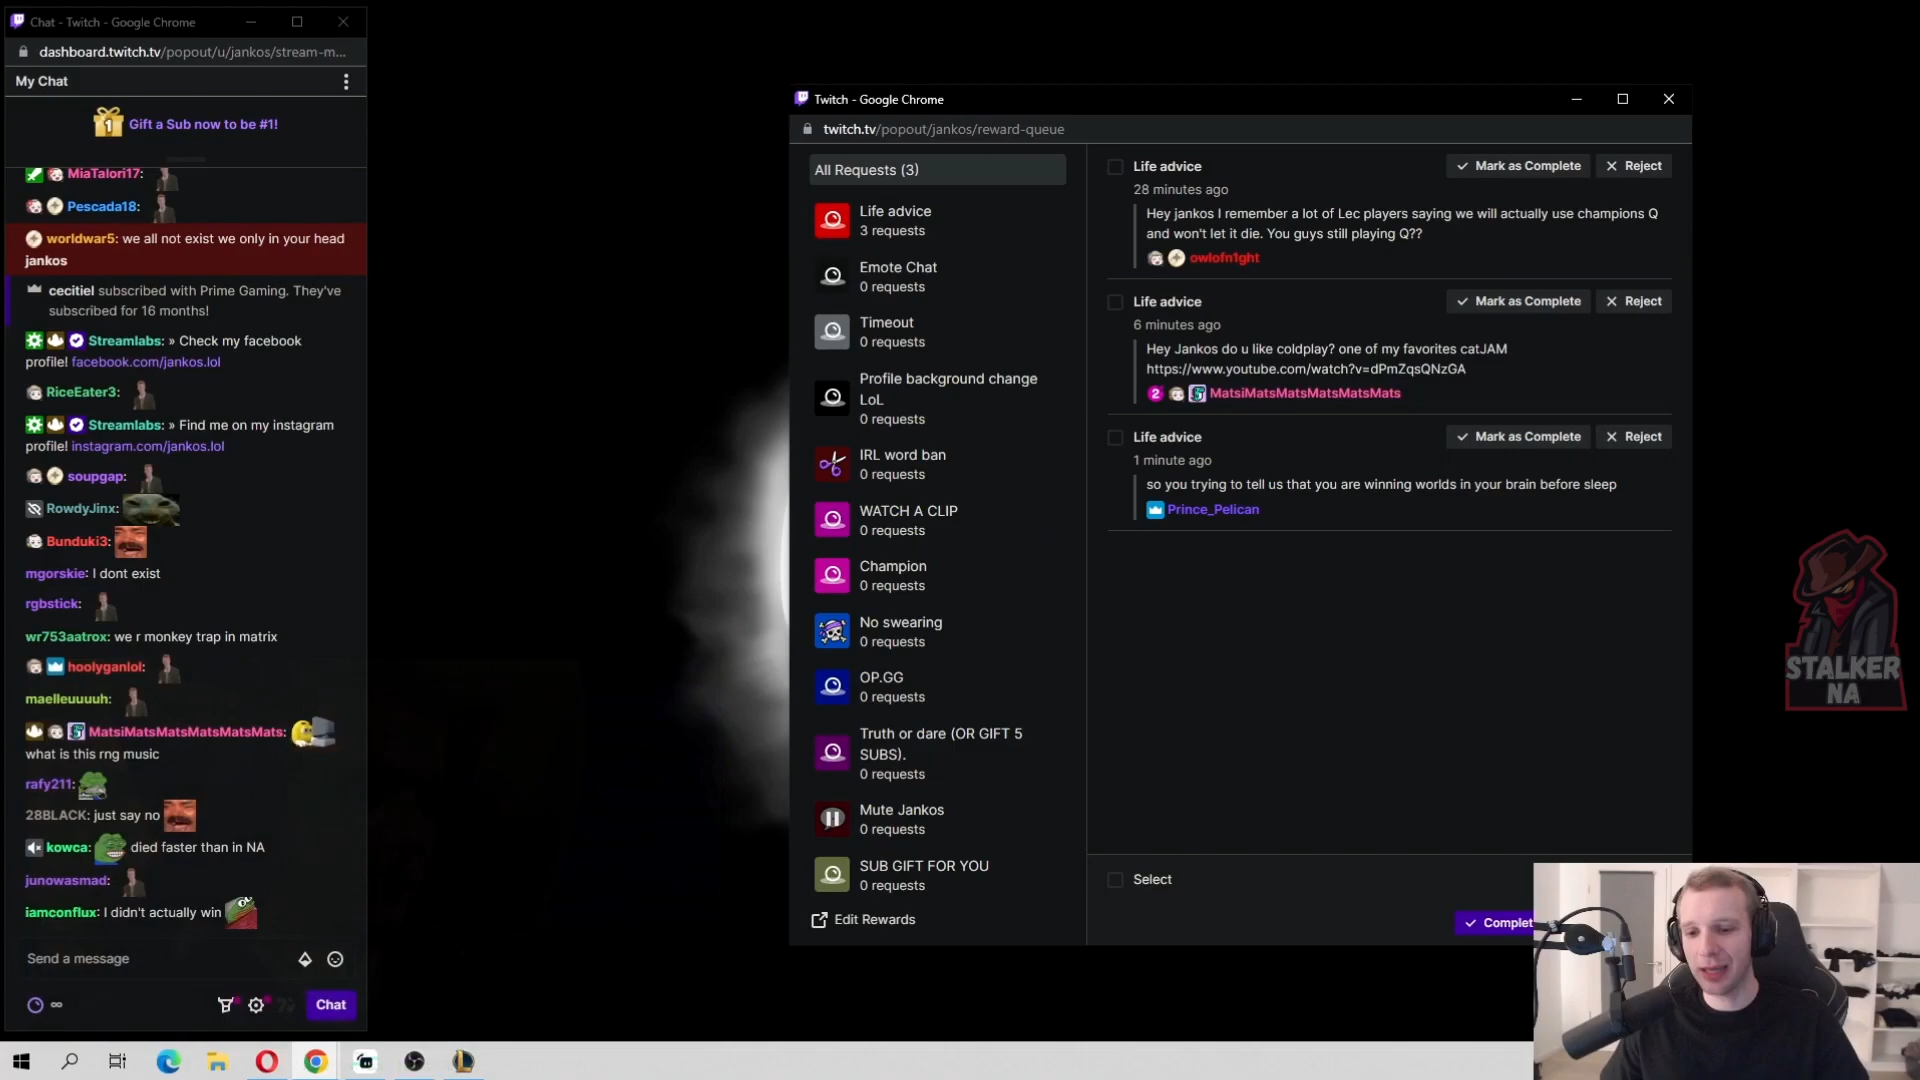 Chat - Twitch - Google Chrome
dashboard.twitch.tv/popout/u/jankos/stream-m...
My Chat
1
Gift a Sub now to be #1!
MiaTalori17:
Pescada18:
worldwar5: we all not exist we only in your head
jankos
cecitiel subscribed with Prime Gaming. They've
subscribed for 16 months!
Streamlabs: » Check my facebook
profile! facebook.com/jankos.lol
RiceEater3:
Streamlabs: » Find me on my instagram
profile! instagram.com/jankos.lol
soupgap:
RowdyJinx:
Bunduki3:
mgorskie: I dont exist
rgbstick:
wr753aatrox: we r monkey trap in matrix
hoolyganlol:
maelleuuuuh:
MatsiMatsMatsMatsMatsMats:
what is this rng music
rafy211:
28BLACK: just say no
kowca: died faster than in NA
junowasmad:
iamconflux: I didn't actually win
Send a message
∞
Chat
Twitch - Google Chrome
twitch.tv/popout/jankos/reward-queue
All Requests (3)
Life advice
3 requests
Emote Chat
0 requests
Timeout
0 requests
Profile background change
LoL
0 requests
IRL word ban
0 requests
WATCH A CLIP
0 requests
Champion
0 requests
No swearing
0 requests
OP.GG
0 requests
Truth or dare (OR GIFT 5
SUBS).
0 requests
Mute Jankos
0 requests
SUB GIFT FOR YOU
0 requests
Edit Rewards
Life advice
Mark as Complete
Reject
28 minutes ago
Hey jankos I remember a lot of Lec players saying we will actually use champions Q
and won't let it die. You guys still playing Q??
owlofn1ght
Life advice
Mark as Complete
Reject
6 minutes ago
Hey Jankos do u like coldplay? one of my favorites catJAM
https://www.youtube.com/watch?v=dPmZqsQNzGA
2 MatsiMatsMatsMatsMatsMats
Life advice
Mark as Complete
Reject
1 minute ago
so you trying to tell us that you are winning worlds in your brain before sleep
Prince_Pelican
Select
Complet
STALKER
NA